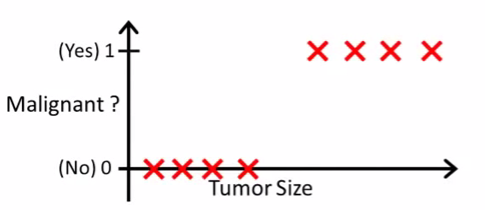 (Yes) 1
Malignant ?
(No) 0
Tumor Size